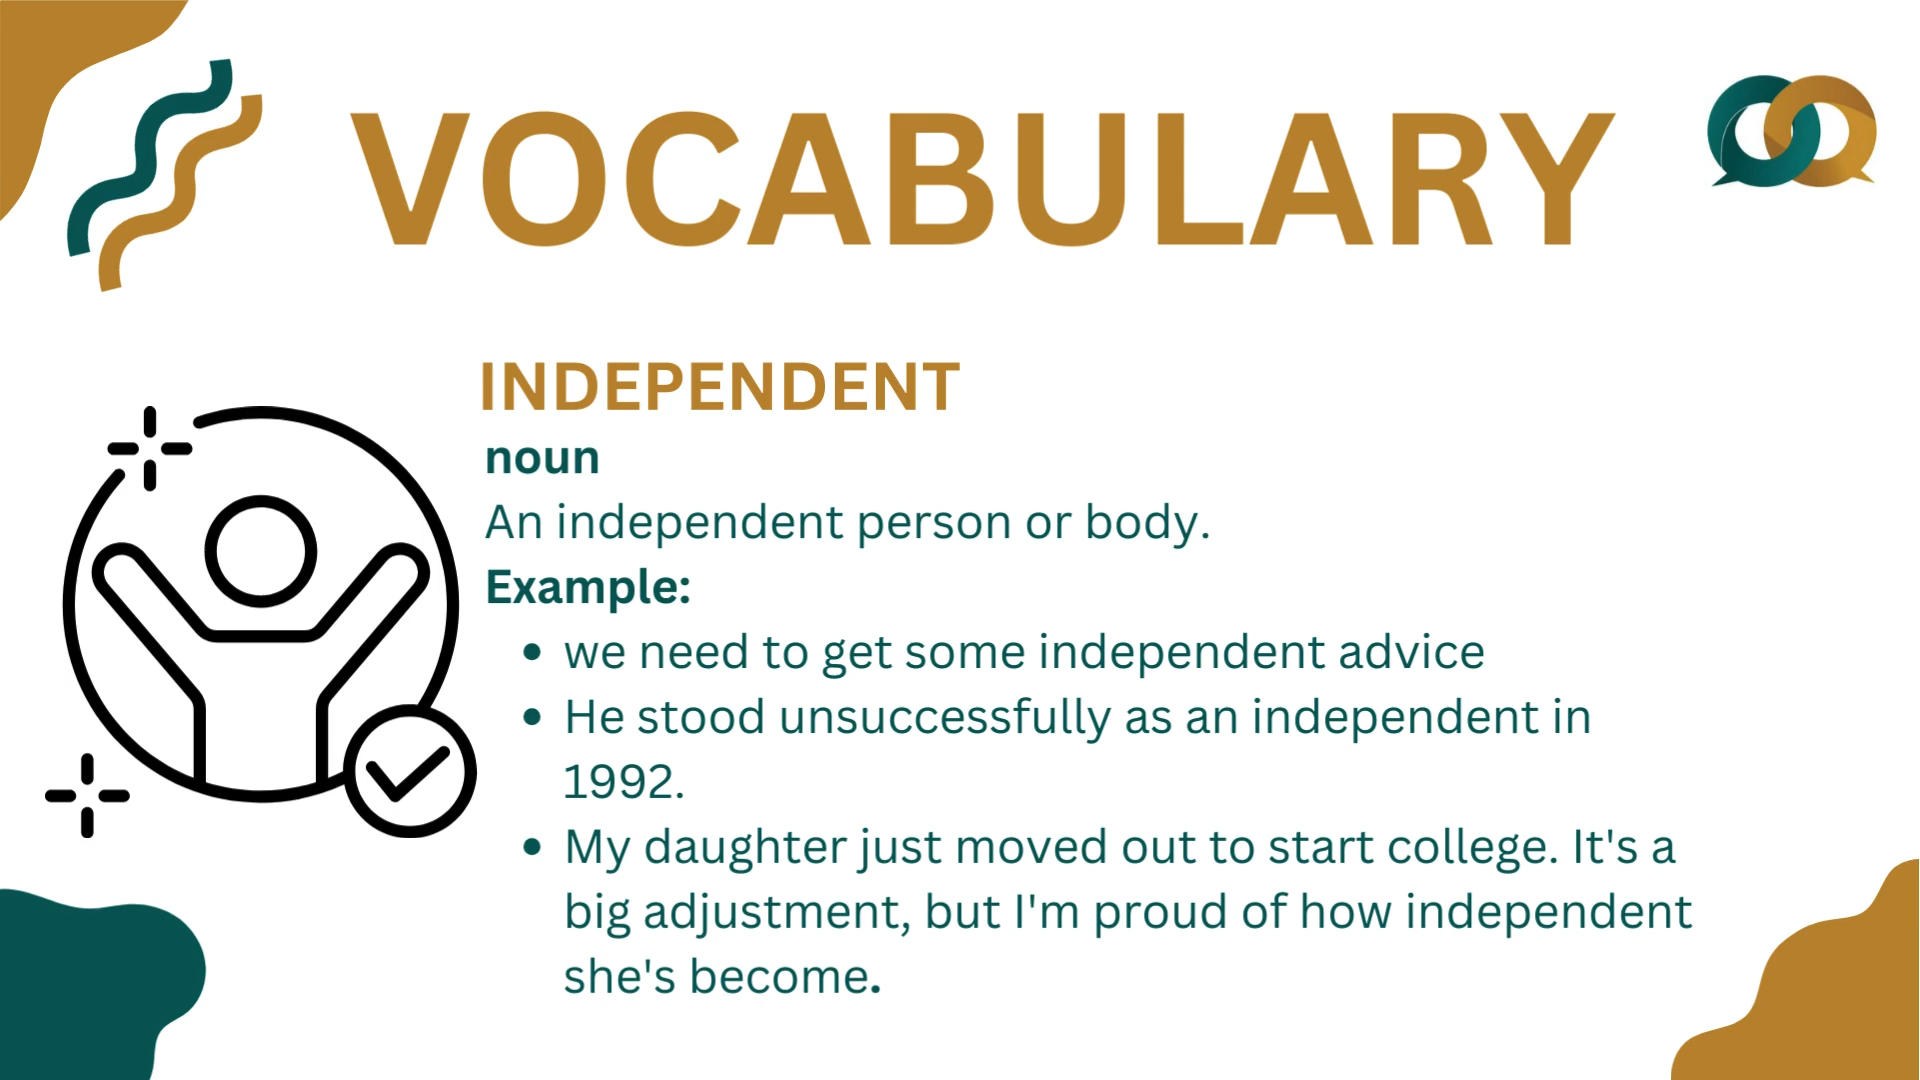 VOCABULARY
INDEPENDENT
noun
An independent person or body.
Example:
• we need to get some independent advice
• He stood unsuccessfully as an independent in
1992.
• My daughter just moved out to start college. It's a
big adjustment, but I'm proud of how independent
she's become.